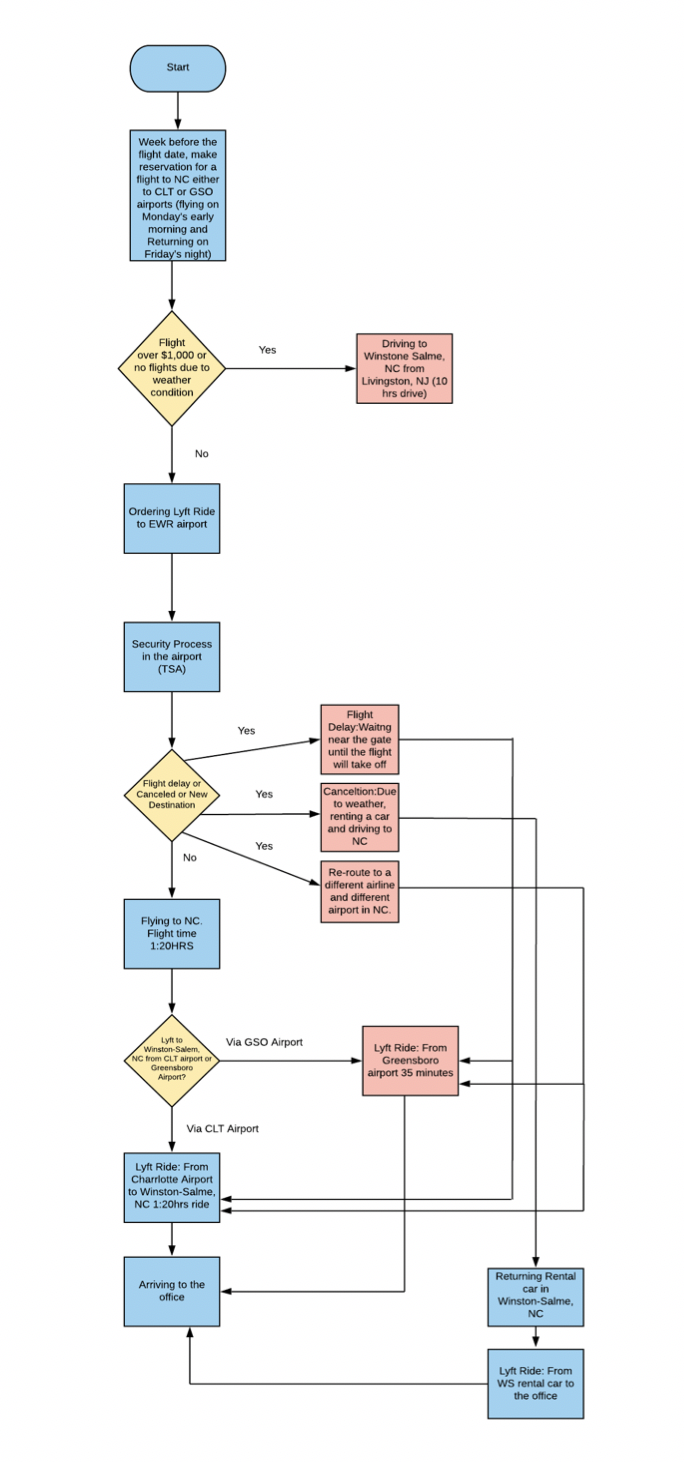 Start
Week before the
flight date, make
reservation for a
flight to NC either
to CLT or GSO
airports (flying on
Monday's early
morning and
Returning on
Friday's night)
Flight
over $1,000 or
no flights due to
weather
condition
Yes
Driving to
Winstone Salme,
NC from
Livingston, NJ (10
hrs drive)
No
Ordering Lyft Ride
to EWR airport
Security Process
in the airport
(TSA)
Flight delay or
Canceled or New
Destination
Yes
Flight
Delay:Waitng
near the gate
until the flight
will take off
Yes
Canceltion:Due
to weather,
renting a car
and driving to
NC
Yes
Re-route to a
different airline
and different
airport in NC.
No
Flying to NC.
Flight time
1:20HRS
Lyft to
Winston-Salem,
NC from CLT airport or
Greensboro
Airport?
Via GSO Airport
Lyft Ride: From
Greensboro
airport 35 minutes
Via CLT Airport
Lyft Ride: From
Charrlotte Airport
to Winston-Salme,
NC 1:20hrs ride
Arriving to the
office
Returning Rental
car in
Winston-Salme,
NC
Lyft Ride: From
WS rental car to
the office